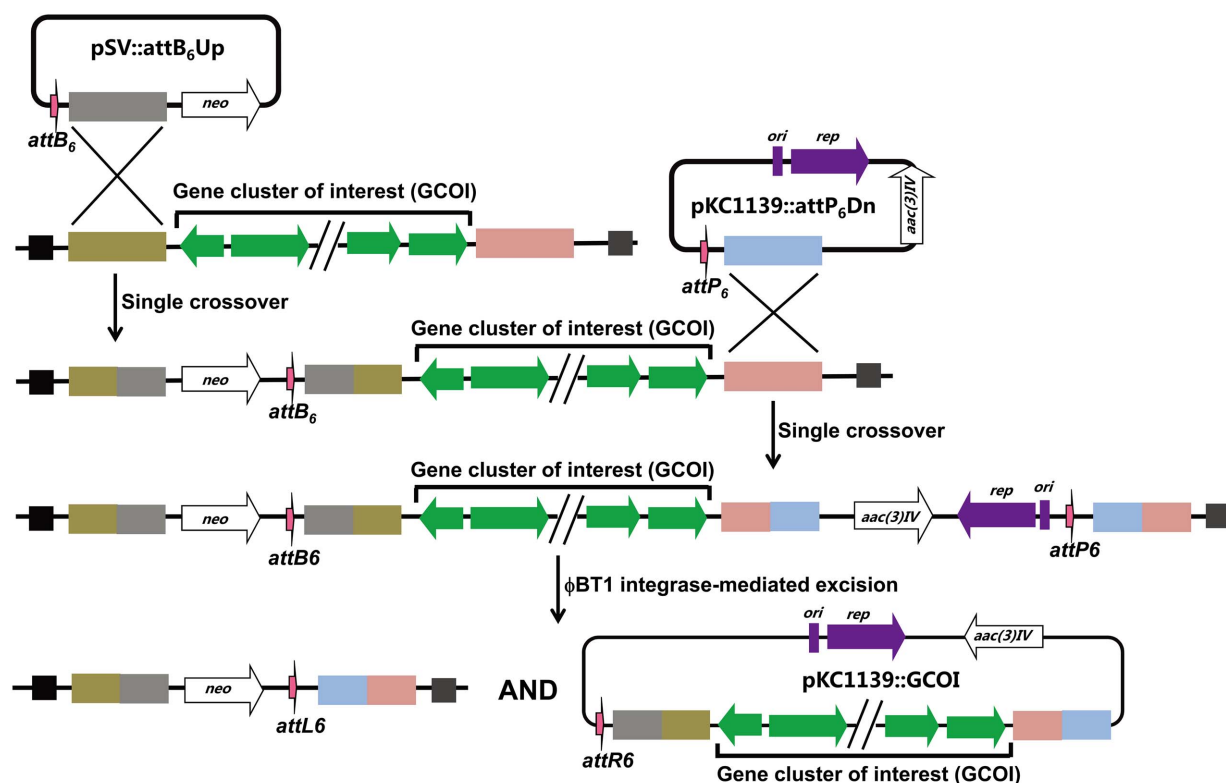 pSV::attB₆Up
neo
attB₆
Gene cluster of interest (GCOI)
ori
rep
pKC1139::attP₆Dn
aac(3)IV
attP₆
Single crossover
Gene cluster of interest (GCOI)
neo
attB₆
Single crossover
Gene cluster of interest (GCOI)
neo
attB6
aac(3)IV
rep
ori
attP6
ϕBT1 integrase-mediated excision
ori
rep
aac(3)IV
pKC1139::GCOI
neo
attL6
AND
attR6
Gene cluster of interest (GCOI)